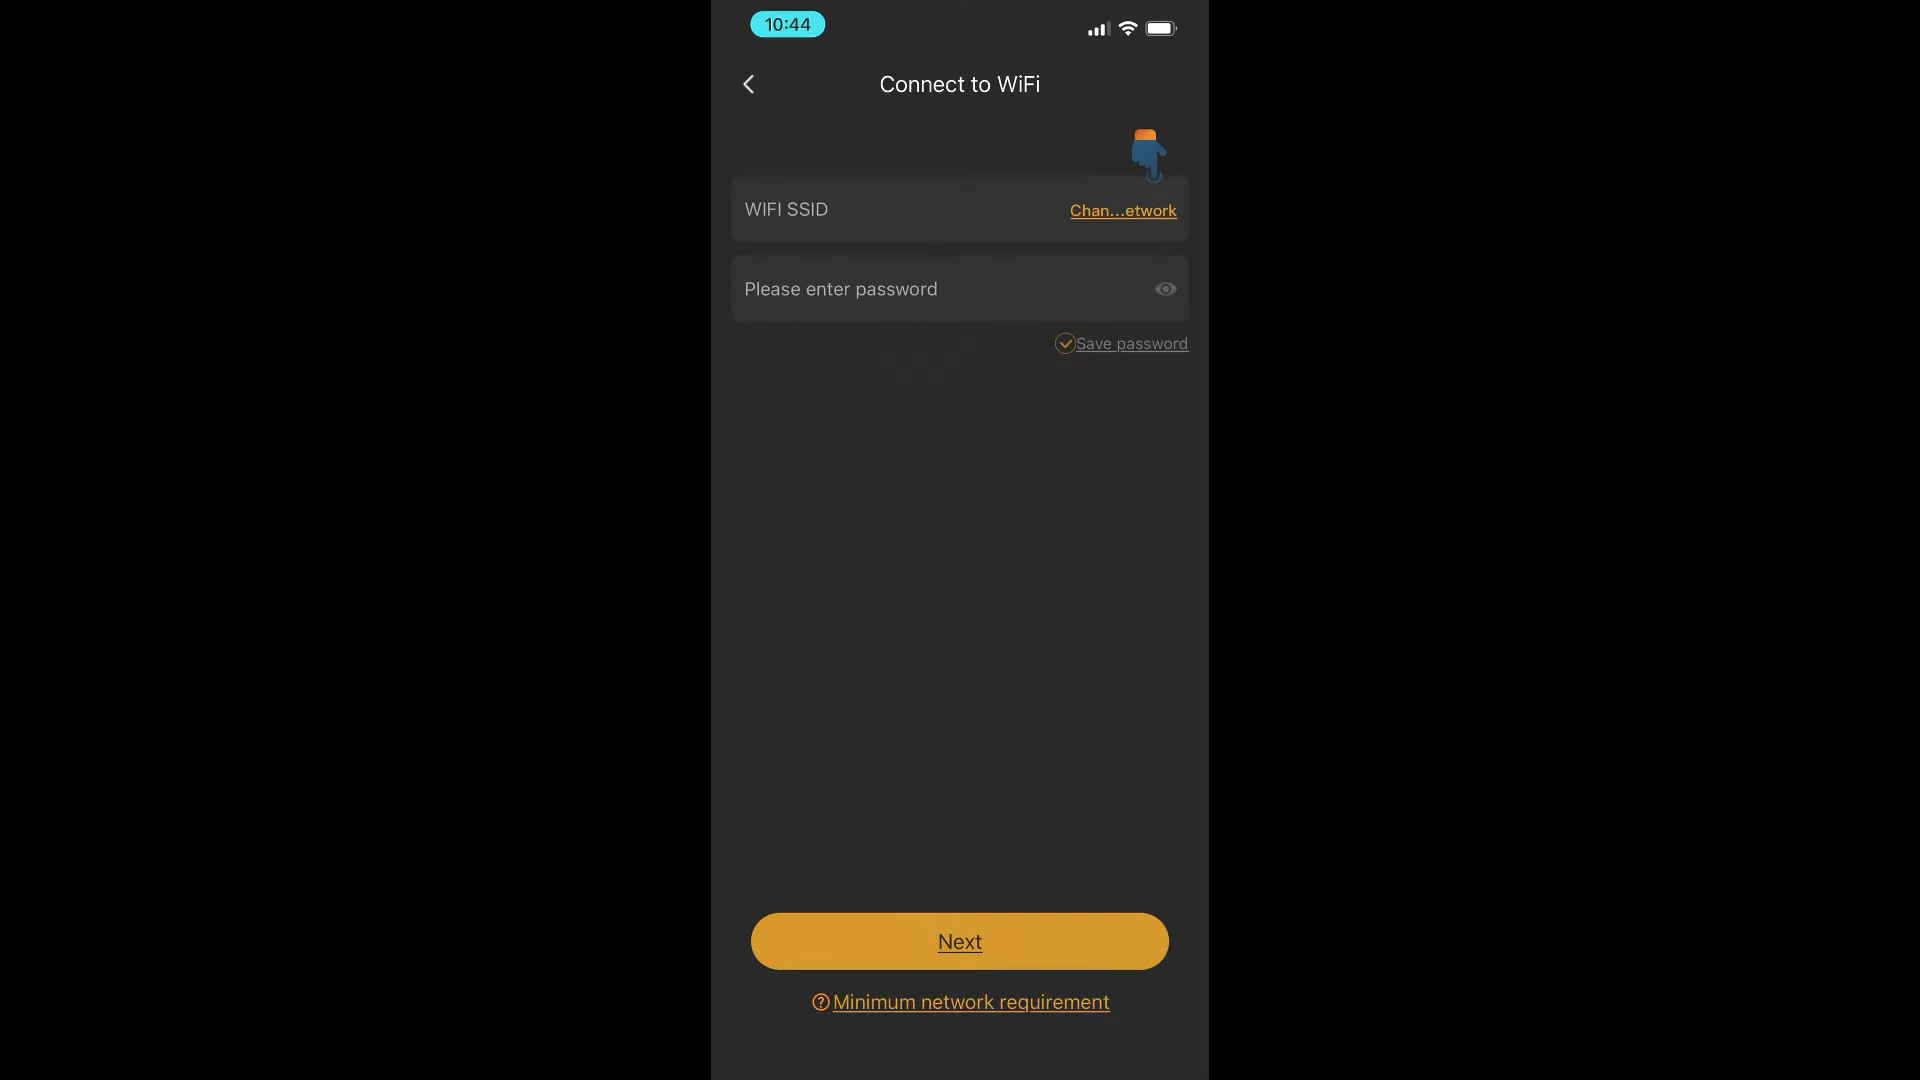 10:44
Connect to WiFi
WIFI SSID
Chan...etwork
Please enter password
Save password
Next
Minimum network requirement